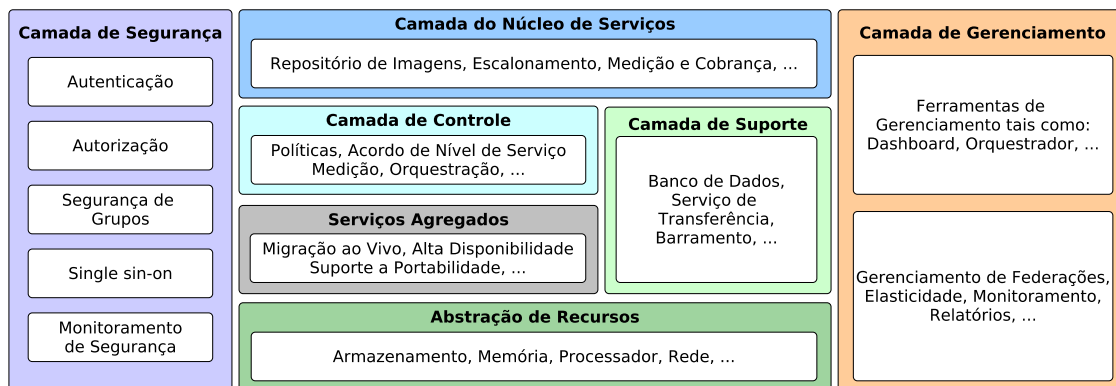 Camada de Segurança
Autenticação
Autorização
Segurança de
Grupos
Single sin-on
Monitoramento
de Segurança
Camada do Núcleo de Serviços
Repositório de Imagens, Escalonamento, Medição e Cobrança, ...
Camada de Controle
Políticas, Acordo de Nível de Serviço
Medição, Orquestração, ...
Serviços Agregados
Migração ao Vivo, Alta Disponibilidade
Suporte a Portabilidade, ...
Camada de Suporte
Banco de Dados,
Serviço de
Transferência,
Barramento, ...
Abstração de Recursos
Armazenamento, Memória, Processador, Rede, ...
Camada de Gerenciamento
Ferramentas de
Gerenciamento tais como:
Dashboard, Orquestrador, ...
Gerenciamento de Federações,
Elasticidade, Monitoramento,
Relatórios, ...